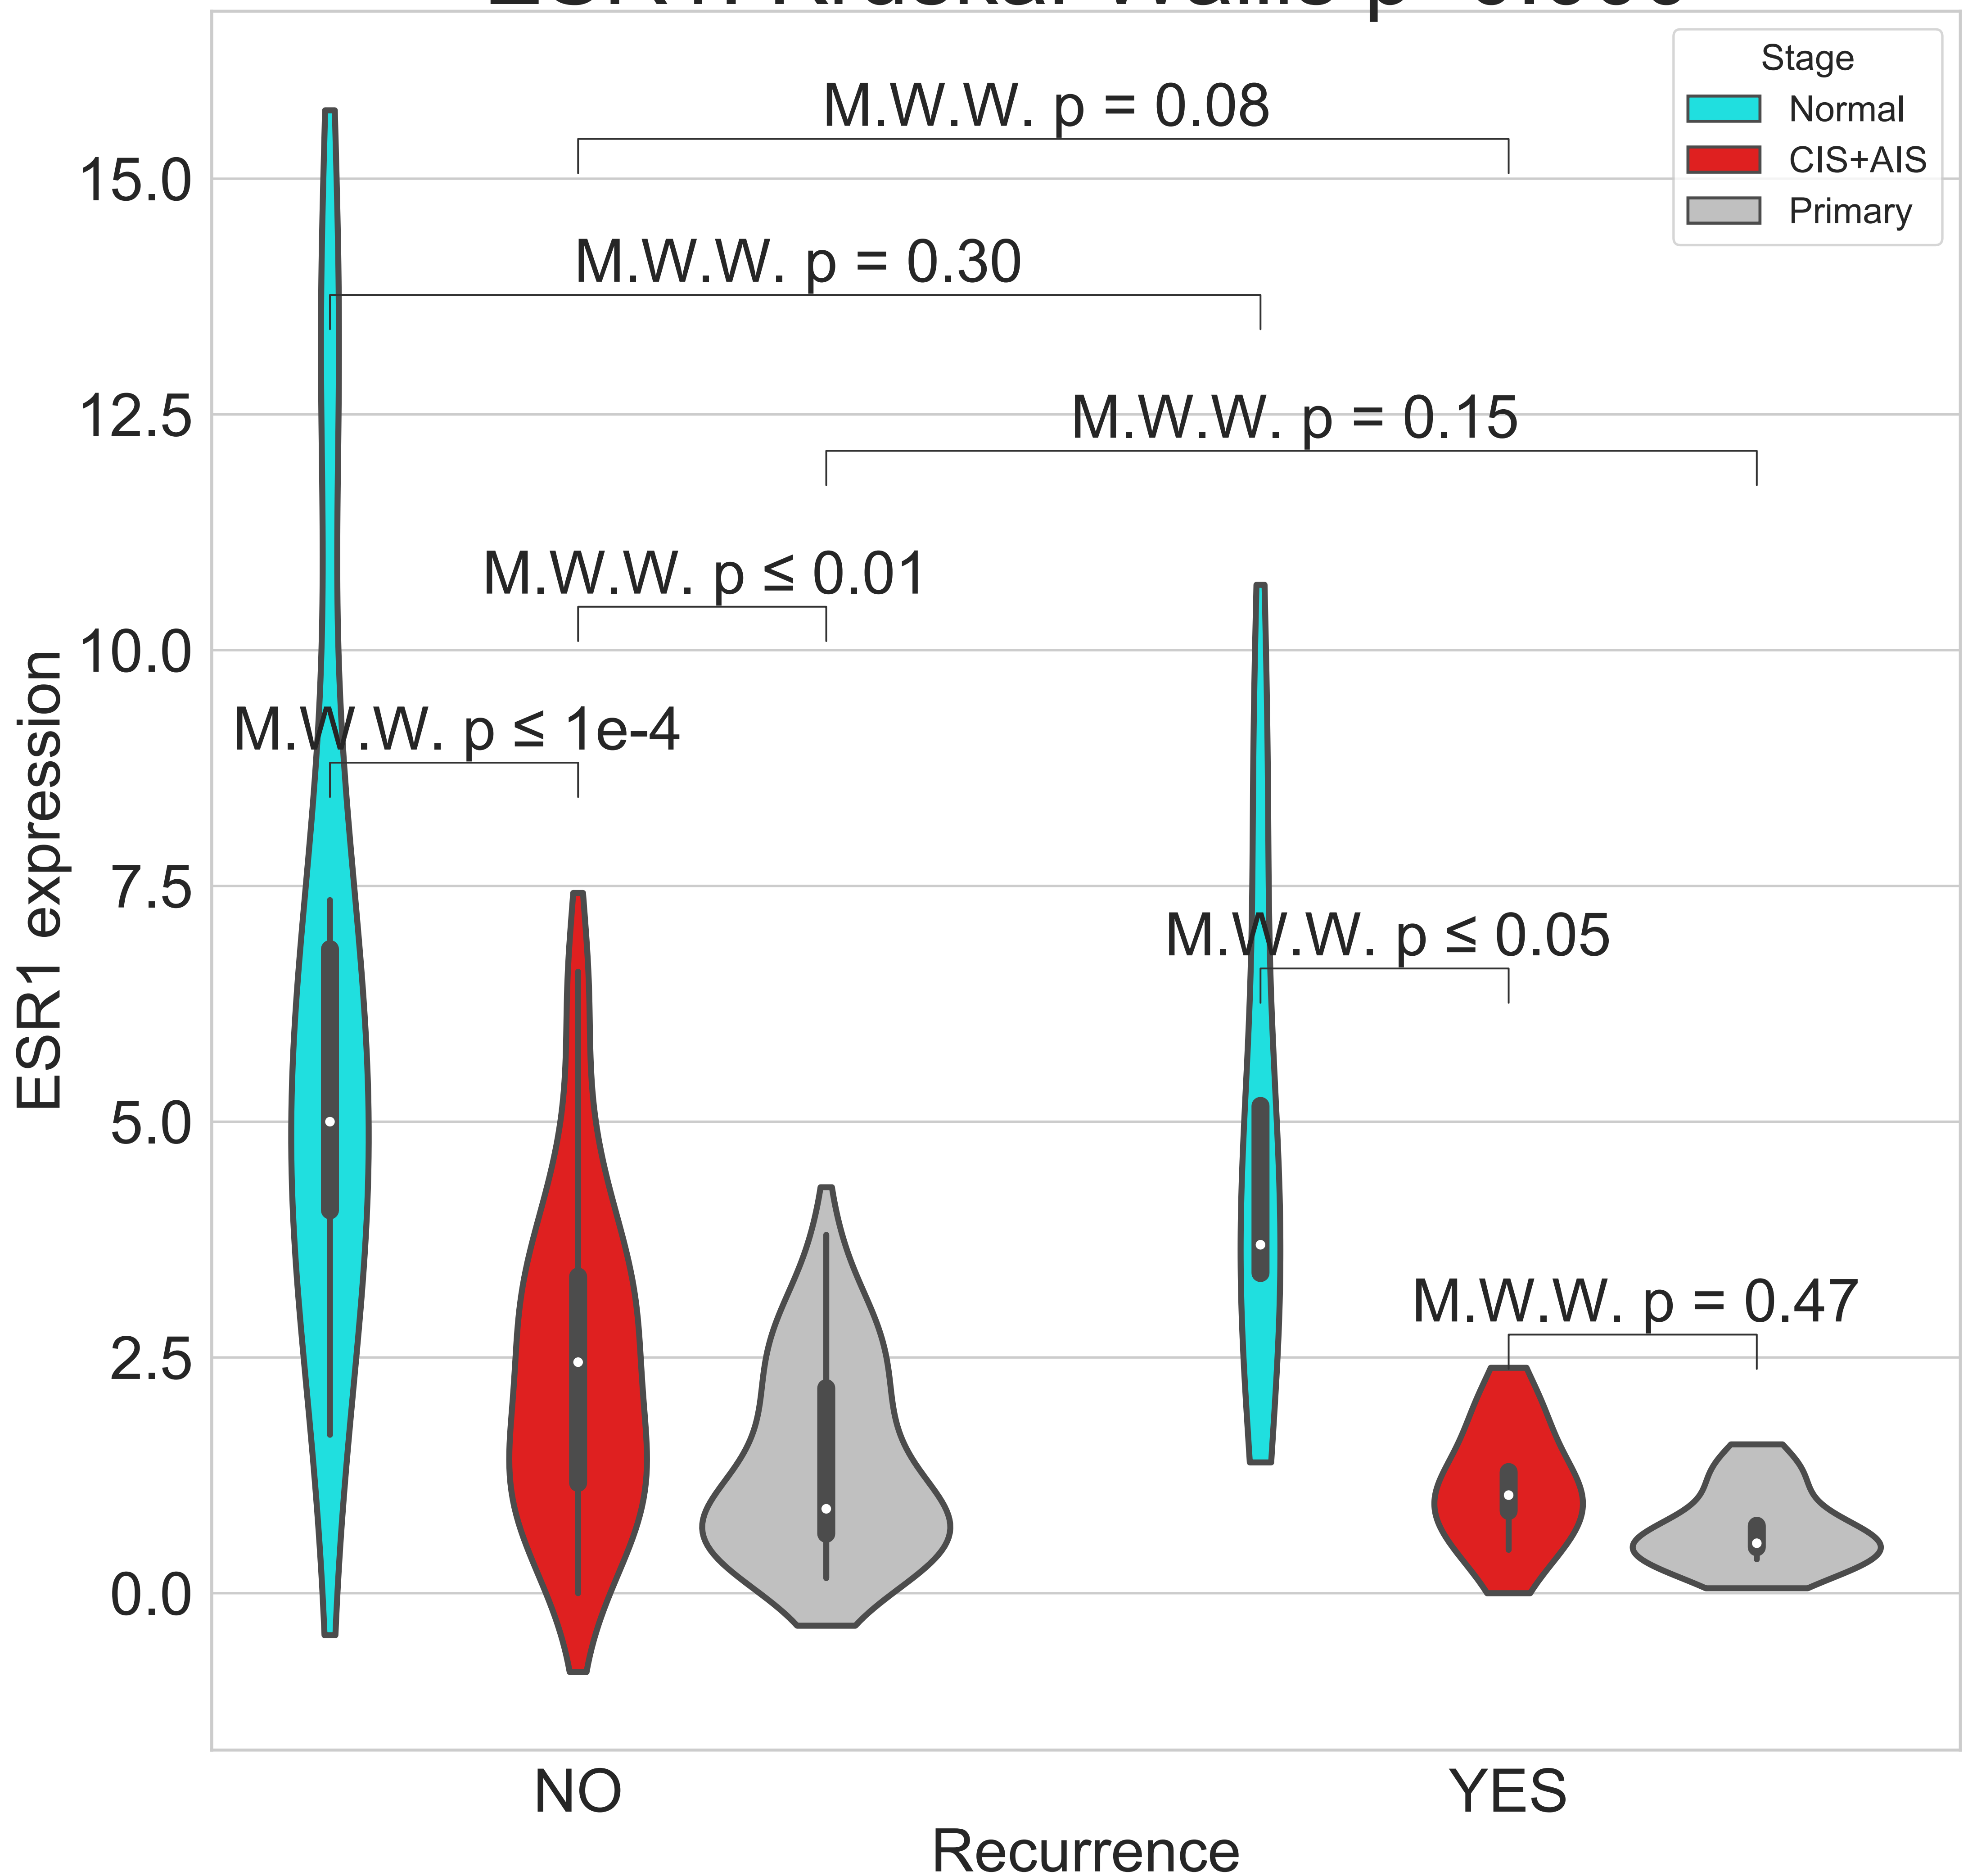 Stage
Normal
CIS+AIS
Primary
M.W.W. p = 0.08
M.W.W. p = 0.30
M.W.W. p = 0.15
M.W.W. p ≤ 0.01
M.W.W. p ≤ 1e-4
M.W.W. p ≤ 0.05
M.W.W. p = 0.47
15.0
12.5
10.0
7.5
5.0
2.5
0.0
ESR1 expression
NO
YES
Recurrence